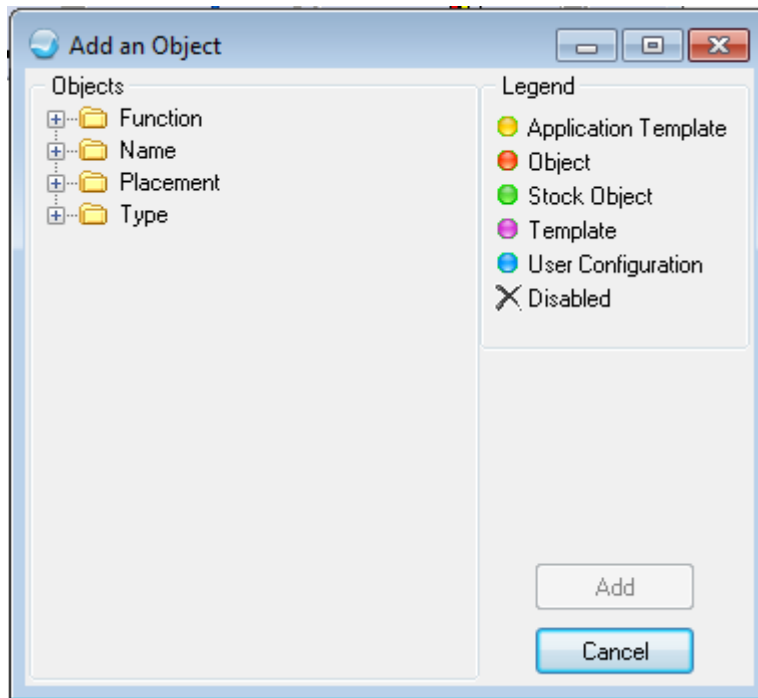 Add an Object
Objects
Function
Name
Placement
Type
Legend
Application Template
Object
Stock Object
Template
User Configuration
Disabled
Add
Cancel